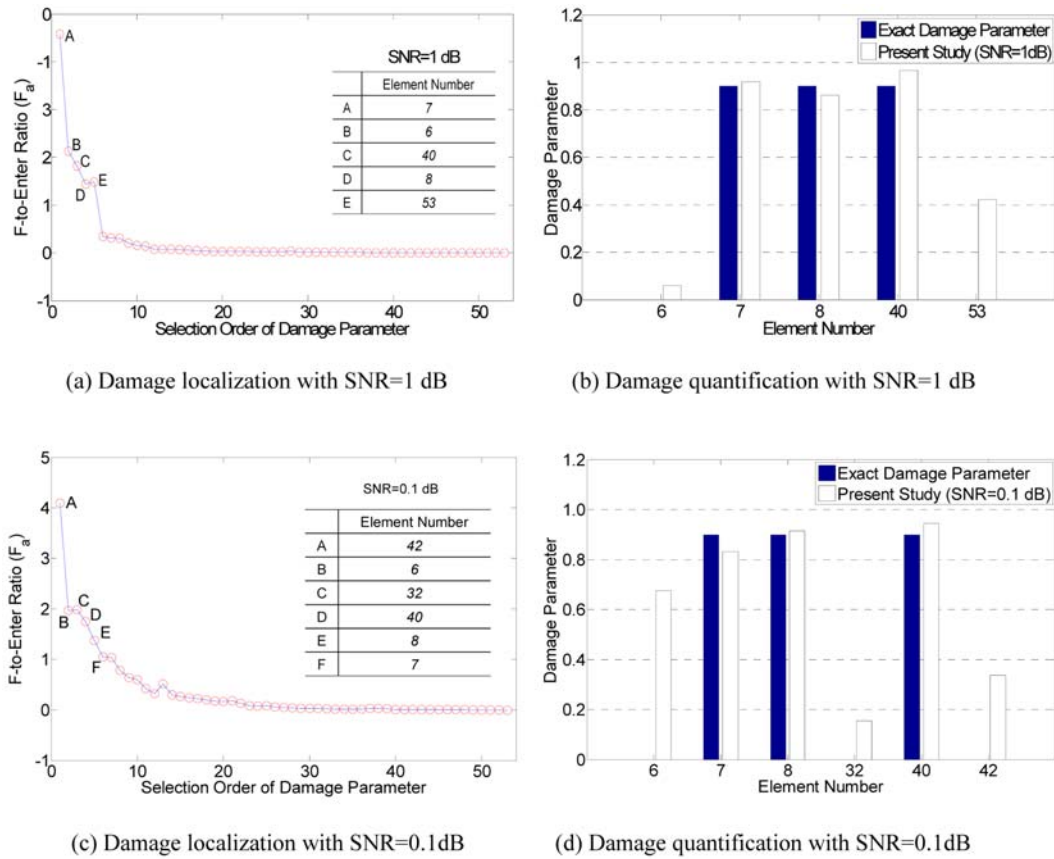 0
-1
3
2
1
0
-1
F-to-Enter Ratio (Fa)
A
B
C
D
E
SNR=1 dB
Element Number
A 7
B 6
C 40
D 8
E 53
0 10 20 30 40 50
Selection Order of Damage Parameter
(a) Damage localization with SNR=1 dB
1.2
1
0.8
0.6
0.4
0.2
0
Damage Parameter
Exact Damage Parameter
Present Study (SNR=1dB)
6 7 8 40 53
Element Number
(b) Damage quantification with SNR=1 dB
5
4
3
2
1
0
-1
F-to-Enter Ratio (Fa)
A
B
C
D
E
F
SNR=0.1 dB
Element Number
A 42
B 6
C 32
D 40
E 8
F 7
0 10 20 30 40 50
Selection Order of Damage Parameter
(c) Damage localization with SNR=0.1dB
1.2
1.0
0.8
0.6
0.4
0.2
0
Damage Parameter
Exact Damage Parameter
Present Study (SNR=0.1 dB)
6 7 8 32 40 42
Element Number
(d) Damage quantification with SNR=0.1dB